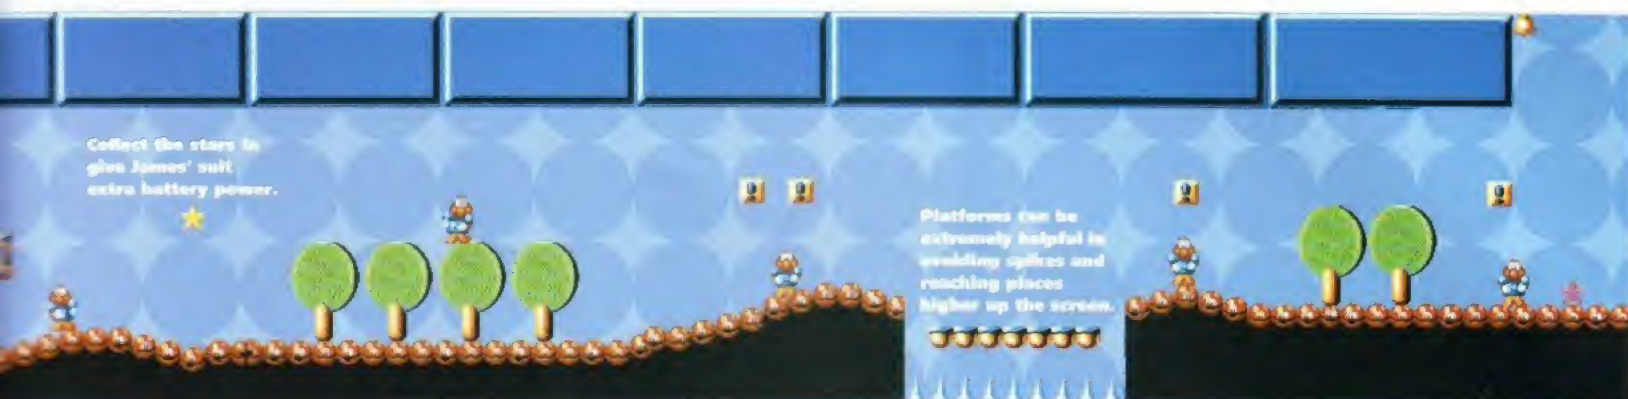 Collect the stars to
give James' suit
extra battery power.
Platforms can be
extremely helpful in
avoiding spikes and
reaching places
higher up the screen.